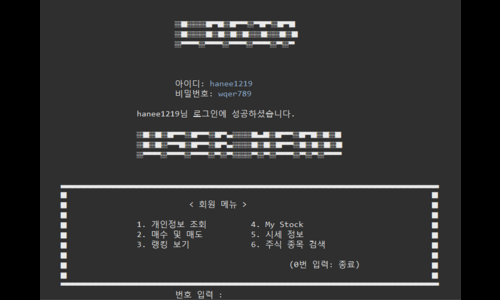 아이디: hanee1219
비밀번호: wqer789
hanee1219님 로그인에 성공하셨습니다.
< 회원 메뉴 >
1. 개인정보 조회 4. My Stock
2. 매수 및 매도 5. 시세 정보
3. 랭킹 보기 6. 주식 종목 검색
(0번 입력: 종료)
번호 입력 :